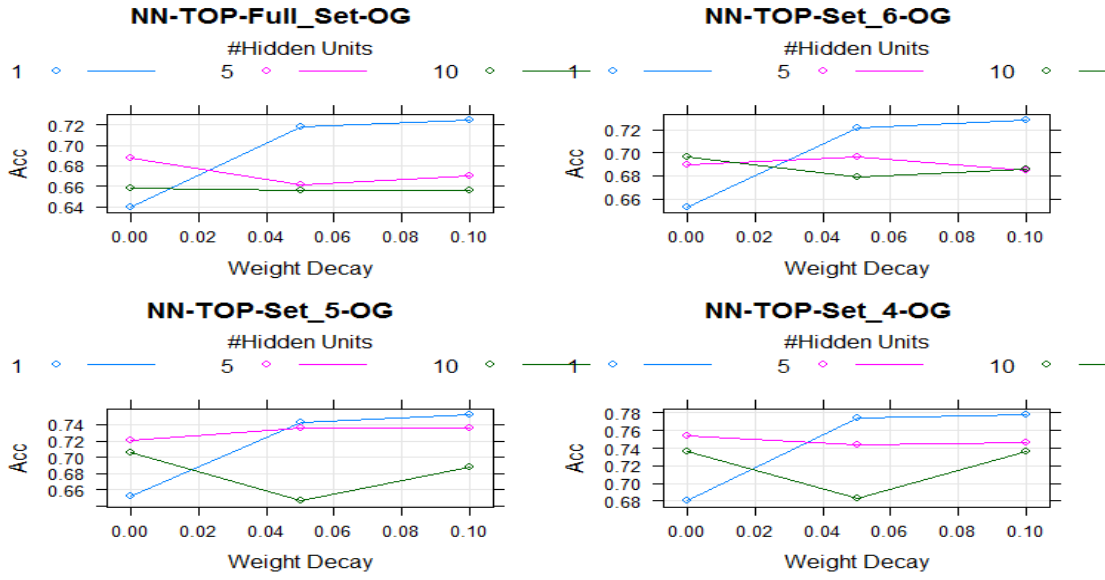 NN-TOP-Full_Set-OG
#Hidden Units
1 5 10
0.72
0.70
0.68
0.66
0.64
Acc
0.00 0.02 0.04 0.06 0.08 0.10
Weight Decay
NN-TOP-Set_6-OG
#Hidden Units
1 5 10
0.72
0.70
0.68
0.66
Acc
0.00 0.02 0.04 0.06 0.08 0.10
Weight Decay
NN-TOP-Set_5-OG
#Hidden Units
1 5 10
0.74
0.72
0.70
0.68
0.66
Acc
0.00 0.02 0.04 0.06 0.08 0.10
Weight Decay
NN-TOP-Set_4-OG
#Hidden Units
1 5 10
0.78
0.76
0.74
0.72
0.70
0.68
Acc
0.00 0.02 0.04 0.06 0.08 0.10
Weight Decay